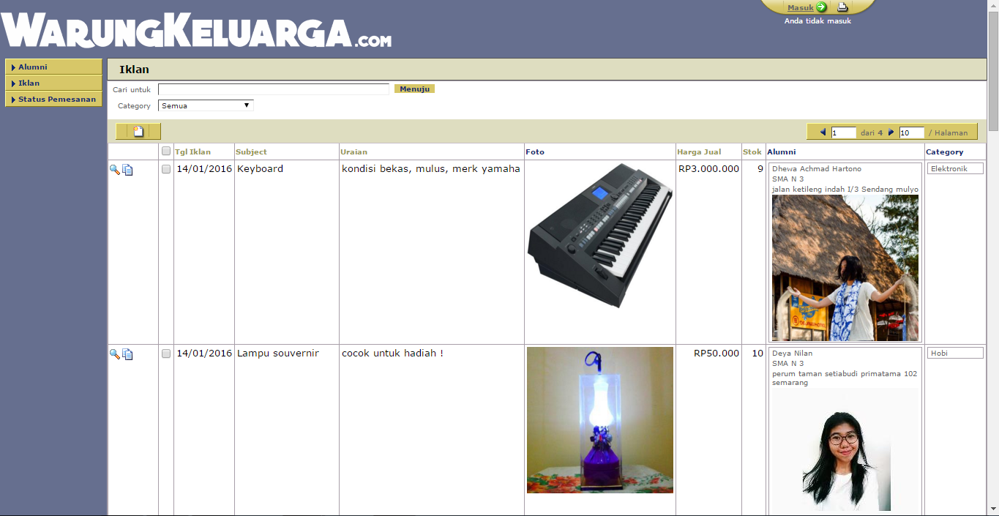 WARUNGKELUARGA.COM
Masuk
Anda tidak masuk
Alumni
Iklan
Status Pemesanan
Iklan
Cari untuk Menuju
Category Semua
1 dari 4 10 / Halaman
Tgl Iklan Subject Uraian Foto Harga Jual Stok Alumni Category
14/01/2016 Keyboard kondisi bekas, mulus, merk yamaha RP3.000.000 9 Dhewa Achmad Hartono Elektronik
SMA N 3
jalan ketileng indah I/3 Sendang mulyo
14/01/2016 Lampu souvernir cocok untuk hadiah ! RP50.000 10 Deya Nilan Hobi
SMA N 3
perum taman setiabudi primatama 102
semarang